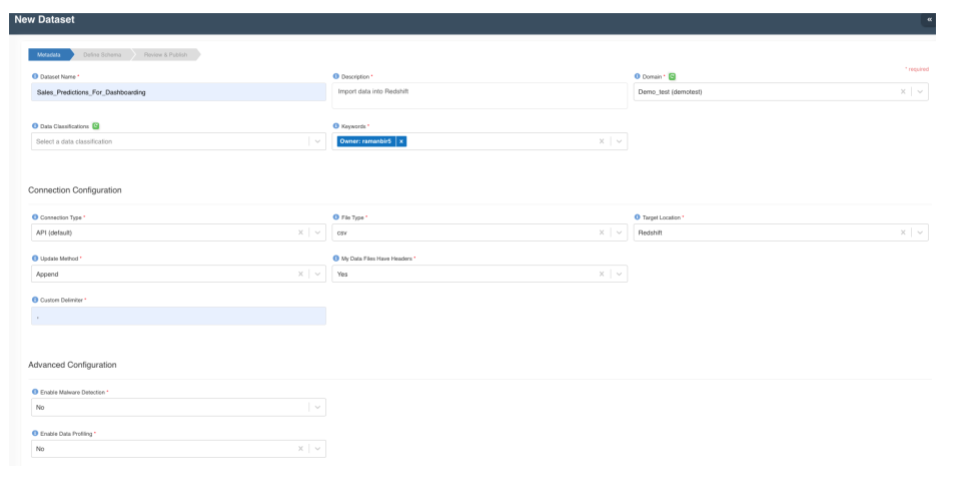 New Dataset
«
Metadata Define Schema Review & Publish
* required
Dataset Name * Description * Domain *
Sales_Predictions_For_Dashboarding Import data into Redshift Demo_test (demotest)
Data Classifications Keywords *
Select a data classification Owner: ramanbir5 x
Connection Configuration
Connection Type * File Type * Target Location *
API (default) csv Redshift
Update Method * My Data Files Have Headers *
Append Yes
Custom Delimiter *
,
Advanced Configuration
Enable Malware Detection *
No
Enable Data Profiling *
No